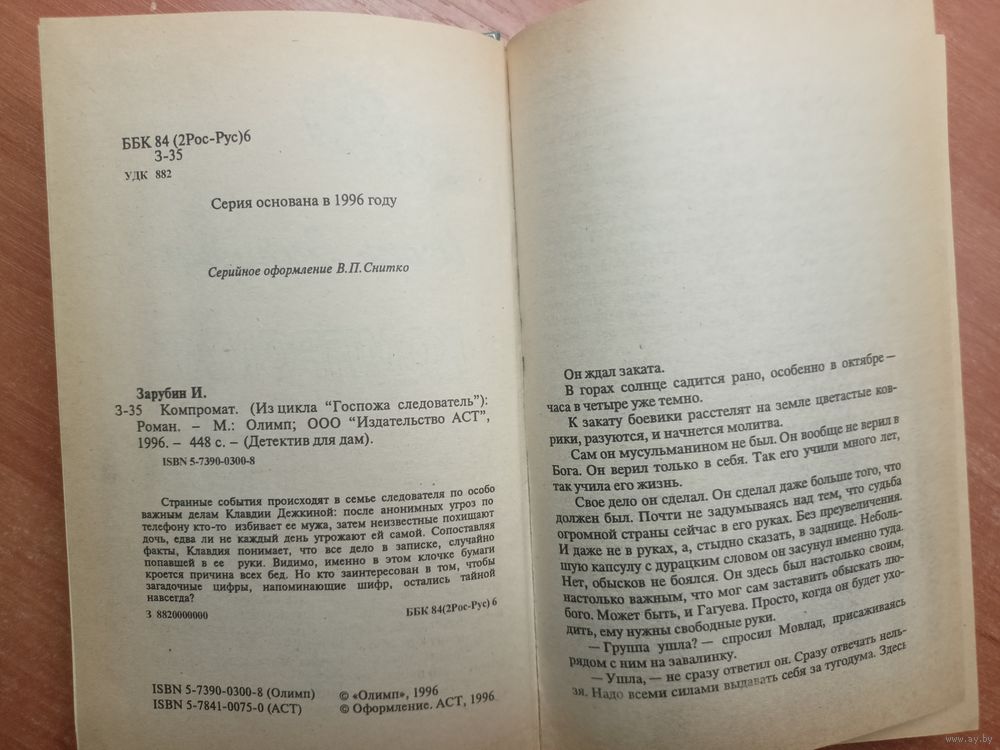 ББК 84 (2Рос-Рус)6
З-35
УДК 882
Серия основана в 1996 году
Серийное оформление В.П.Снитко
Зарубин И.
З-35 Компромат. (Из цикла “Госпожа следователь”):
Роман. – М.: Олимп; ООО “Издательство АСТ”,
1996. – 448 с. – (Детектив для дам).
ISBN 5-7390-0300-8
Странные события происходят в семье следователя по особо
важным делам Клавдии Дежкиной: после анонимных угроз по
телефону кто-то избивает ее мужа, затем неизвестные похищают
дочь, едва ли не каждый день угрожают ей самой. Сопоставляя
факты, Клавдия понимает, что все дело в записке, случайно
попавшей в ее руки. Видимо, именно в этом клочке бумаги
кроется причина всех бед. Но кто заинтересован в том, чтобы
загадочные цифры, напоминающие шифр, остались тайной
навсегда?
З 8820000000 ББК 84(2Рос-Рус)6
ISBN 5-7390-0300-8 (Олимп)
ISBN 5-7841-0075-0 (АСТ)
© «Олимп», 1996
© Оформление. АСТ, 1996
Он ждал заката.
В горах солнце садится рано, особенно в октябре –
часа в четыре уже темно.
К закату боевики расстелят на земле цветастые ков-
рики, разуются, и начнется молитва.
Сам он мусульманином не был. Он вообще не верил в
Бога. Он верил только в себя. Так его учили много лет,
так учила его жизнь.
Свое дело он сделал. Он сделал даже больше того, что
должен был. Почти не задумываясь над тем, что судьба
огромной страны сейчас в его руках. Без преувеличения.
И даже не в руках, а, стыдно сказать, в заднице. Неболь-
шую капсулу с дурацким словом он засунул именно туда.
Нет, обысков не боялся. Он здесь был настолько своим,
настолько важным, что мог сам заставить обыскать лю-
бого. Может быть, и Гагуева. Просто, когда он будет ухо-
дить, ему нужны свободные руки.
– Группа ушла? – спросил Мовлад, присаживаясь
рядом с ним на завалинку.
– Ушла, – не сразу ответил он. Сразу отвечать нель-
зя. Надо всеми силами выдавать себя за тугодума. Здесь
www.ay.by